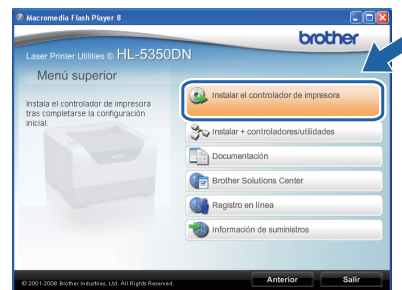 Macromedia Flash Player 8
brother
Laser Printer Utilities ® HL-5350DN
Menú superior
Instala el controlador de impresora
tras completarse la configuración
inicial.
Instalar el controlador de impresora
Instalar + controladores/utilidades
Documentación
Brother Solutions Center
Registro en línea
Información de suministros
© 2001-2008 Brother Industries, Ltd. All Rights Reserved.
Anterior
Salir